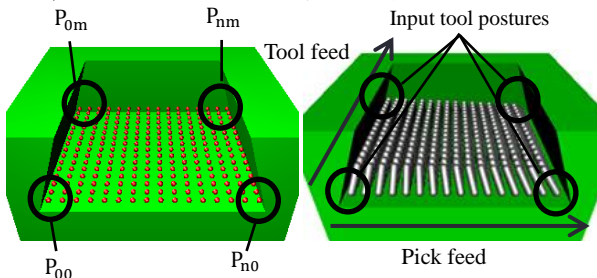 P0m
Pnm
P00
Pn0
Input tool postures
Tool feed
Pick feed